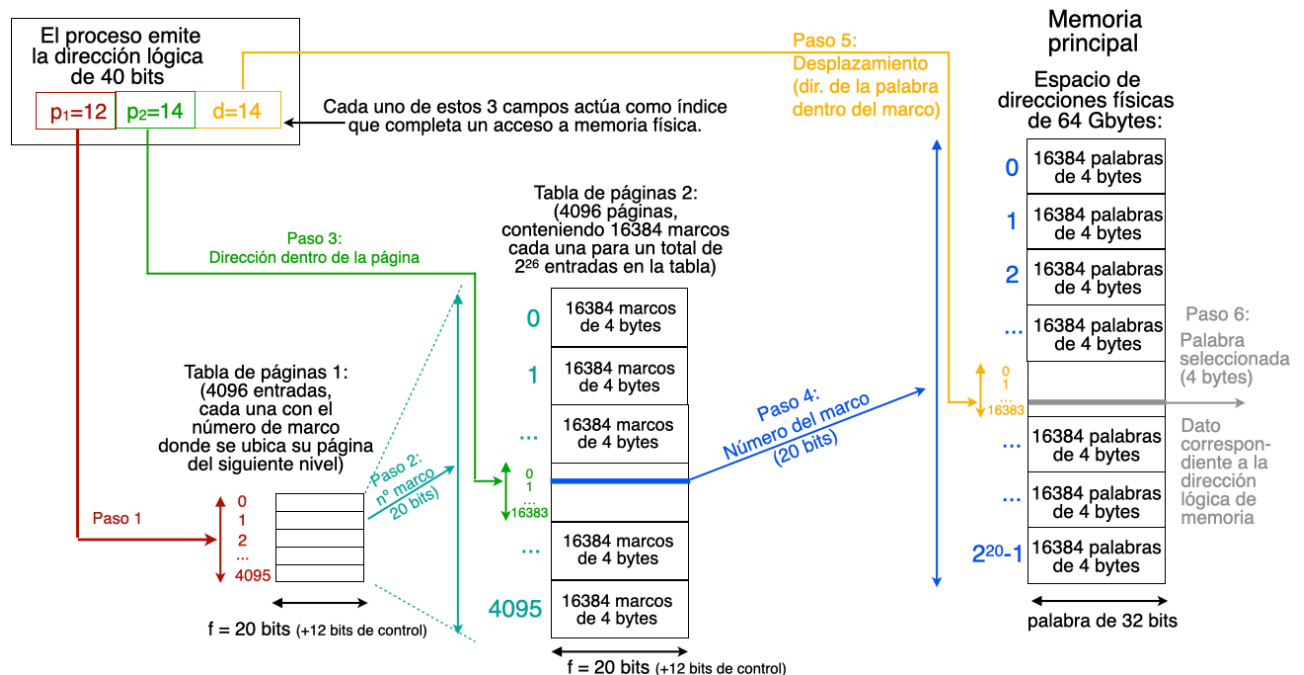 El proceso emite
la dirección lógica
de 40 bits
p₁=12 p₂=14 d=14
Cada uno de estos 3 campos actúa como índice
que completa un acceso a memoria física.
Paso 5:
Desplazamiento
(dir. de la palabra
dentro del marco)
Memoria
principal
Espacio de
direcciones físicas
de 64 Gbytes:
0
16384 palabras
de 4 bytes
1
16384 palabras
de 4 bytes
2
16384 palabras
de 4 bytes
...
16384 palabras
de 4 bytes
0
1
...
16383
...
16384 palabras
de 4 bytes
...
16384 palabras
de 4 bytes
2²⁰-1
16384 palabras
de 4 bytes
palabra de 32 bits
Paso 6:
Palabra
seleccionada
(4 bytes)
Dato
correspon-
diente a la
dirección
lógica de
memoria
Paso 3:
Dirección dentro de la página
Tabla de páginas 2:
(4096 páginas,
conteniendo 16384 marcos
cada una para un total de
2²⁶ entradas en la tabla)
0
16384 marcos
de 4 bytes
1
16384 marcos
de 4 bytes
...
16384 marcos
de 4 bytes
0
1
...
16383
...
16384 marcos
de 4 bytes
4095
16384 marcos
de 4 bytes
f = 20 bits (+12 bits de control)
Paso 4:
Número del marco
(20 bits)
Tabla de páginas 1:
(4096 entradas,
cada una con el
número de marco
donde se ubica su página
del siguiente nivel)
Paso 1
0
1
2
...
4095
f = 20 bits (+12 bits de control)
Paso 2:
nº marco
20 bits)